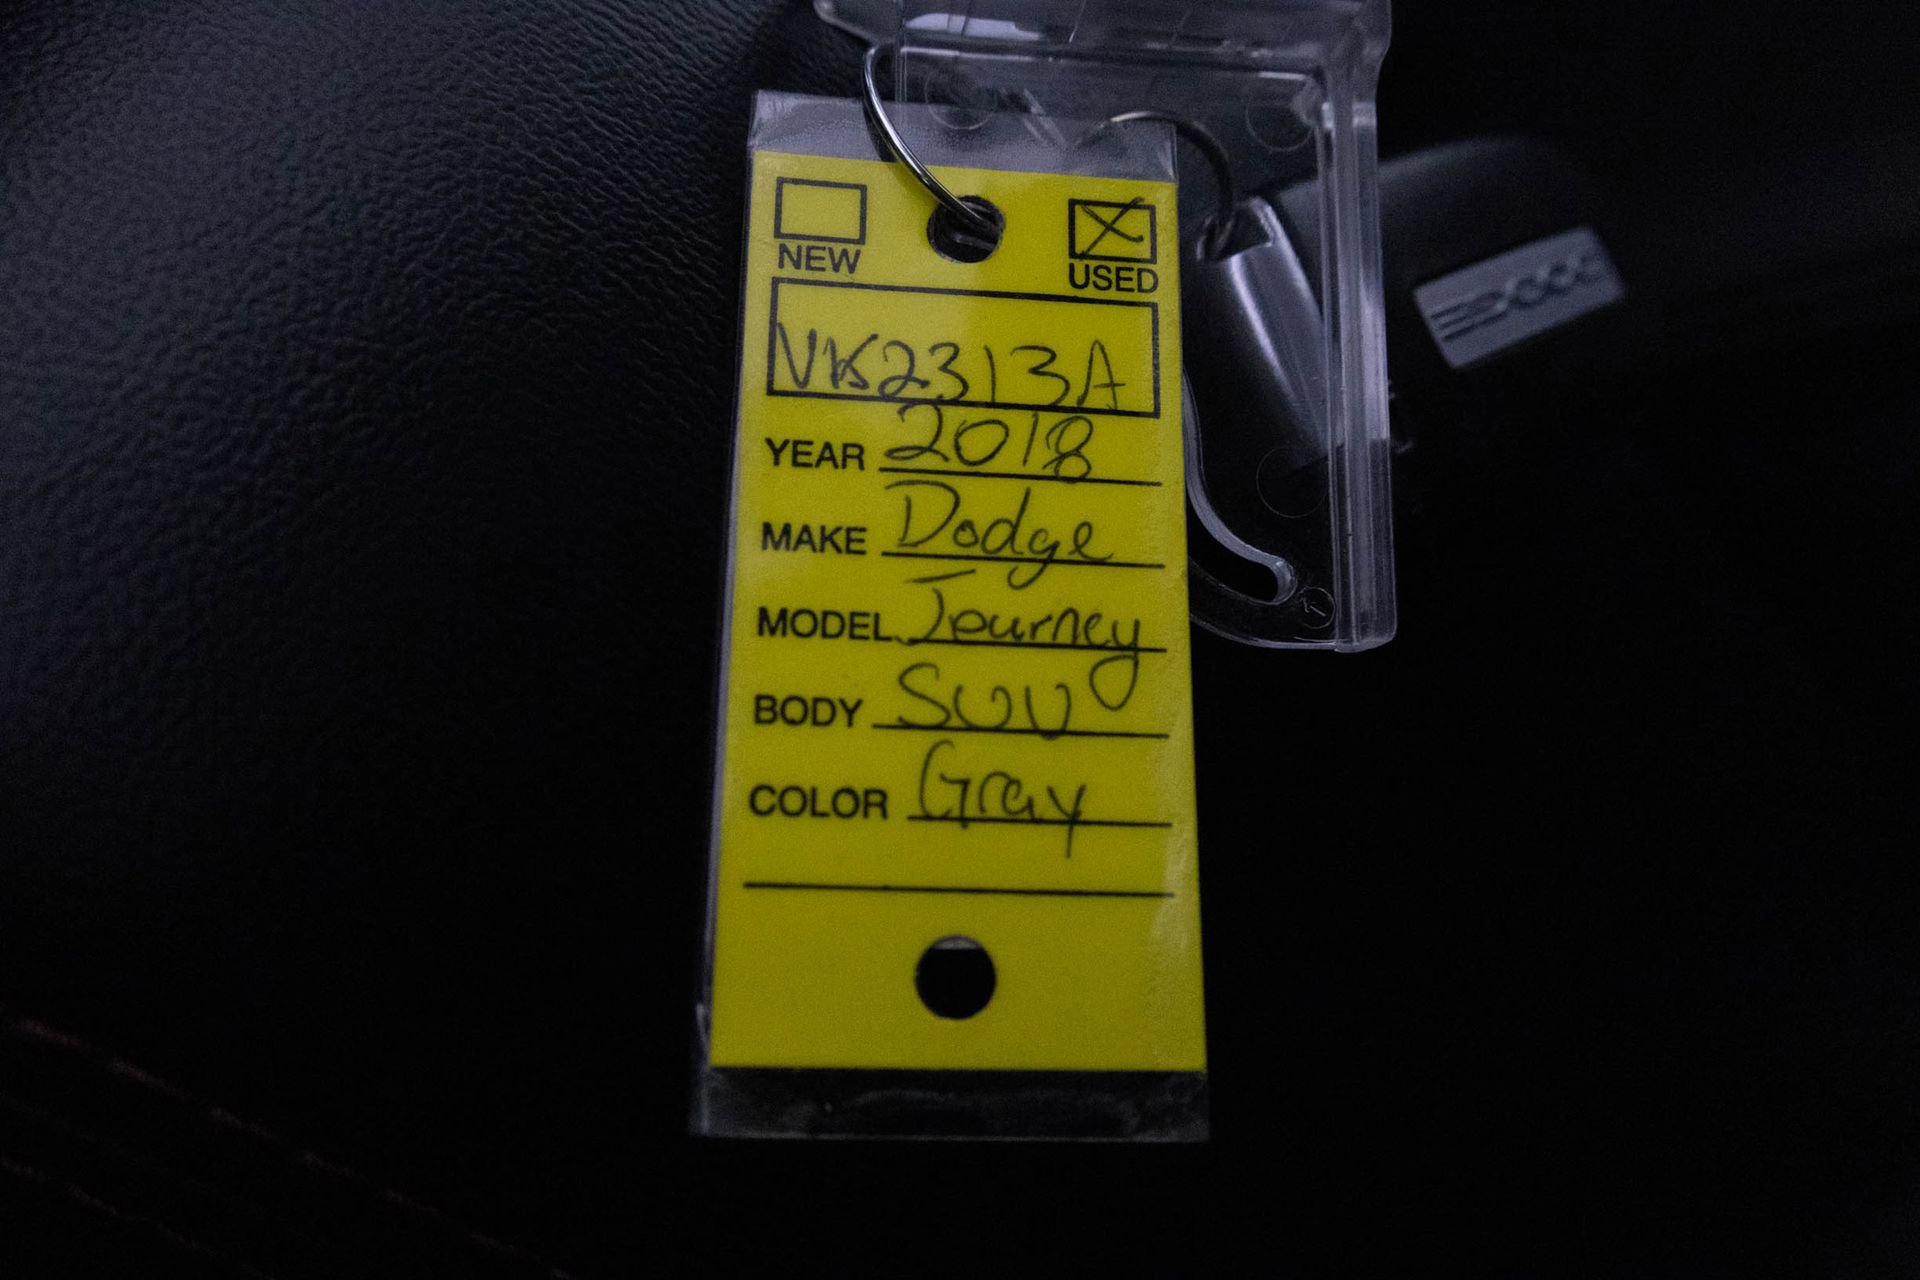 NEW USED
VK2313A
YEAR 2018
MAKE Dodge
MODEL Journey
BODY SUV
COLOR Gray